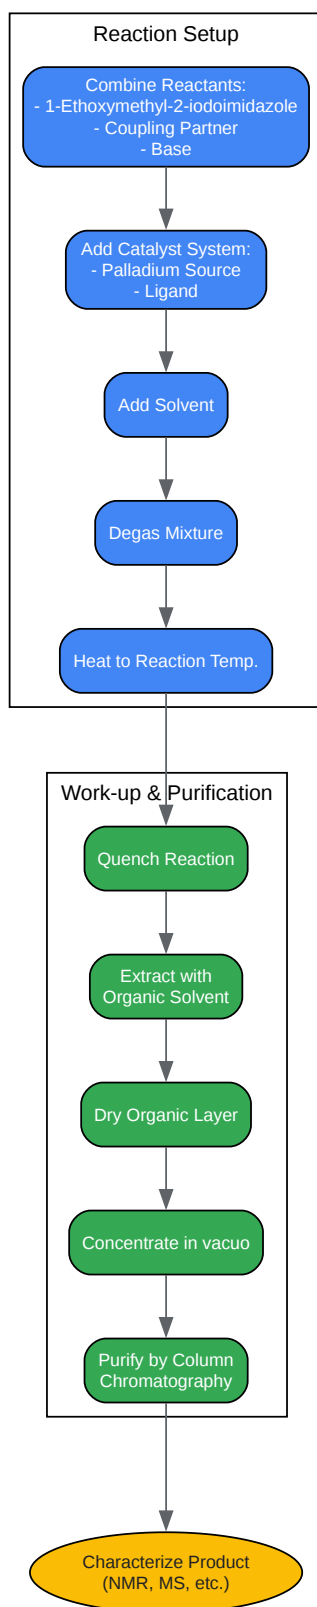 Reaction Setup
Combine Reactants:
- 1-Ethoxymethyl-2-iodoimidazole
- Coupling Partner
- Base
Add Catalyst System:
- Palladium Source
- Ligand
Add Solvent
Degas Mixture
Heat to Reaction Temp.
Work-up & Purification
Quench Reaction
Extract with
Organic Solvent
Dry Organic Layer
Concentrate in vacuo
Purify by Column
Chromatography
Characterize Product
(NMR, MS, etc.)